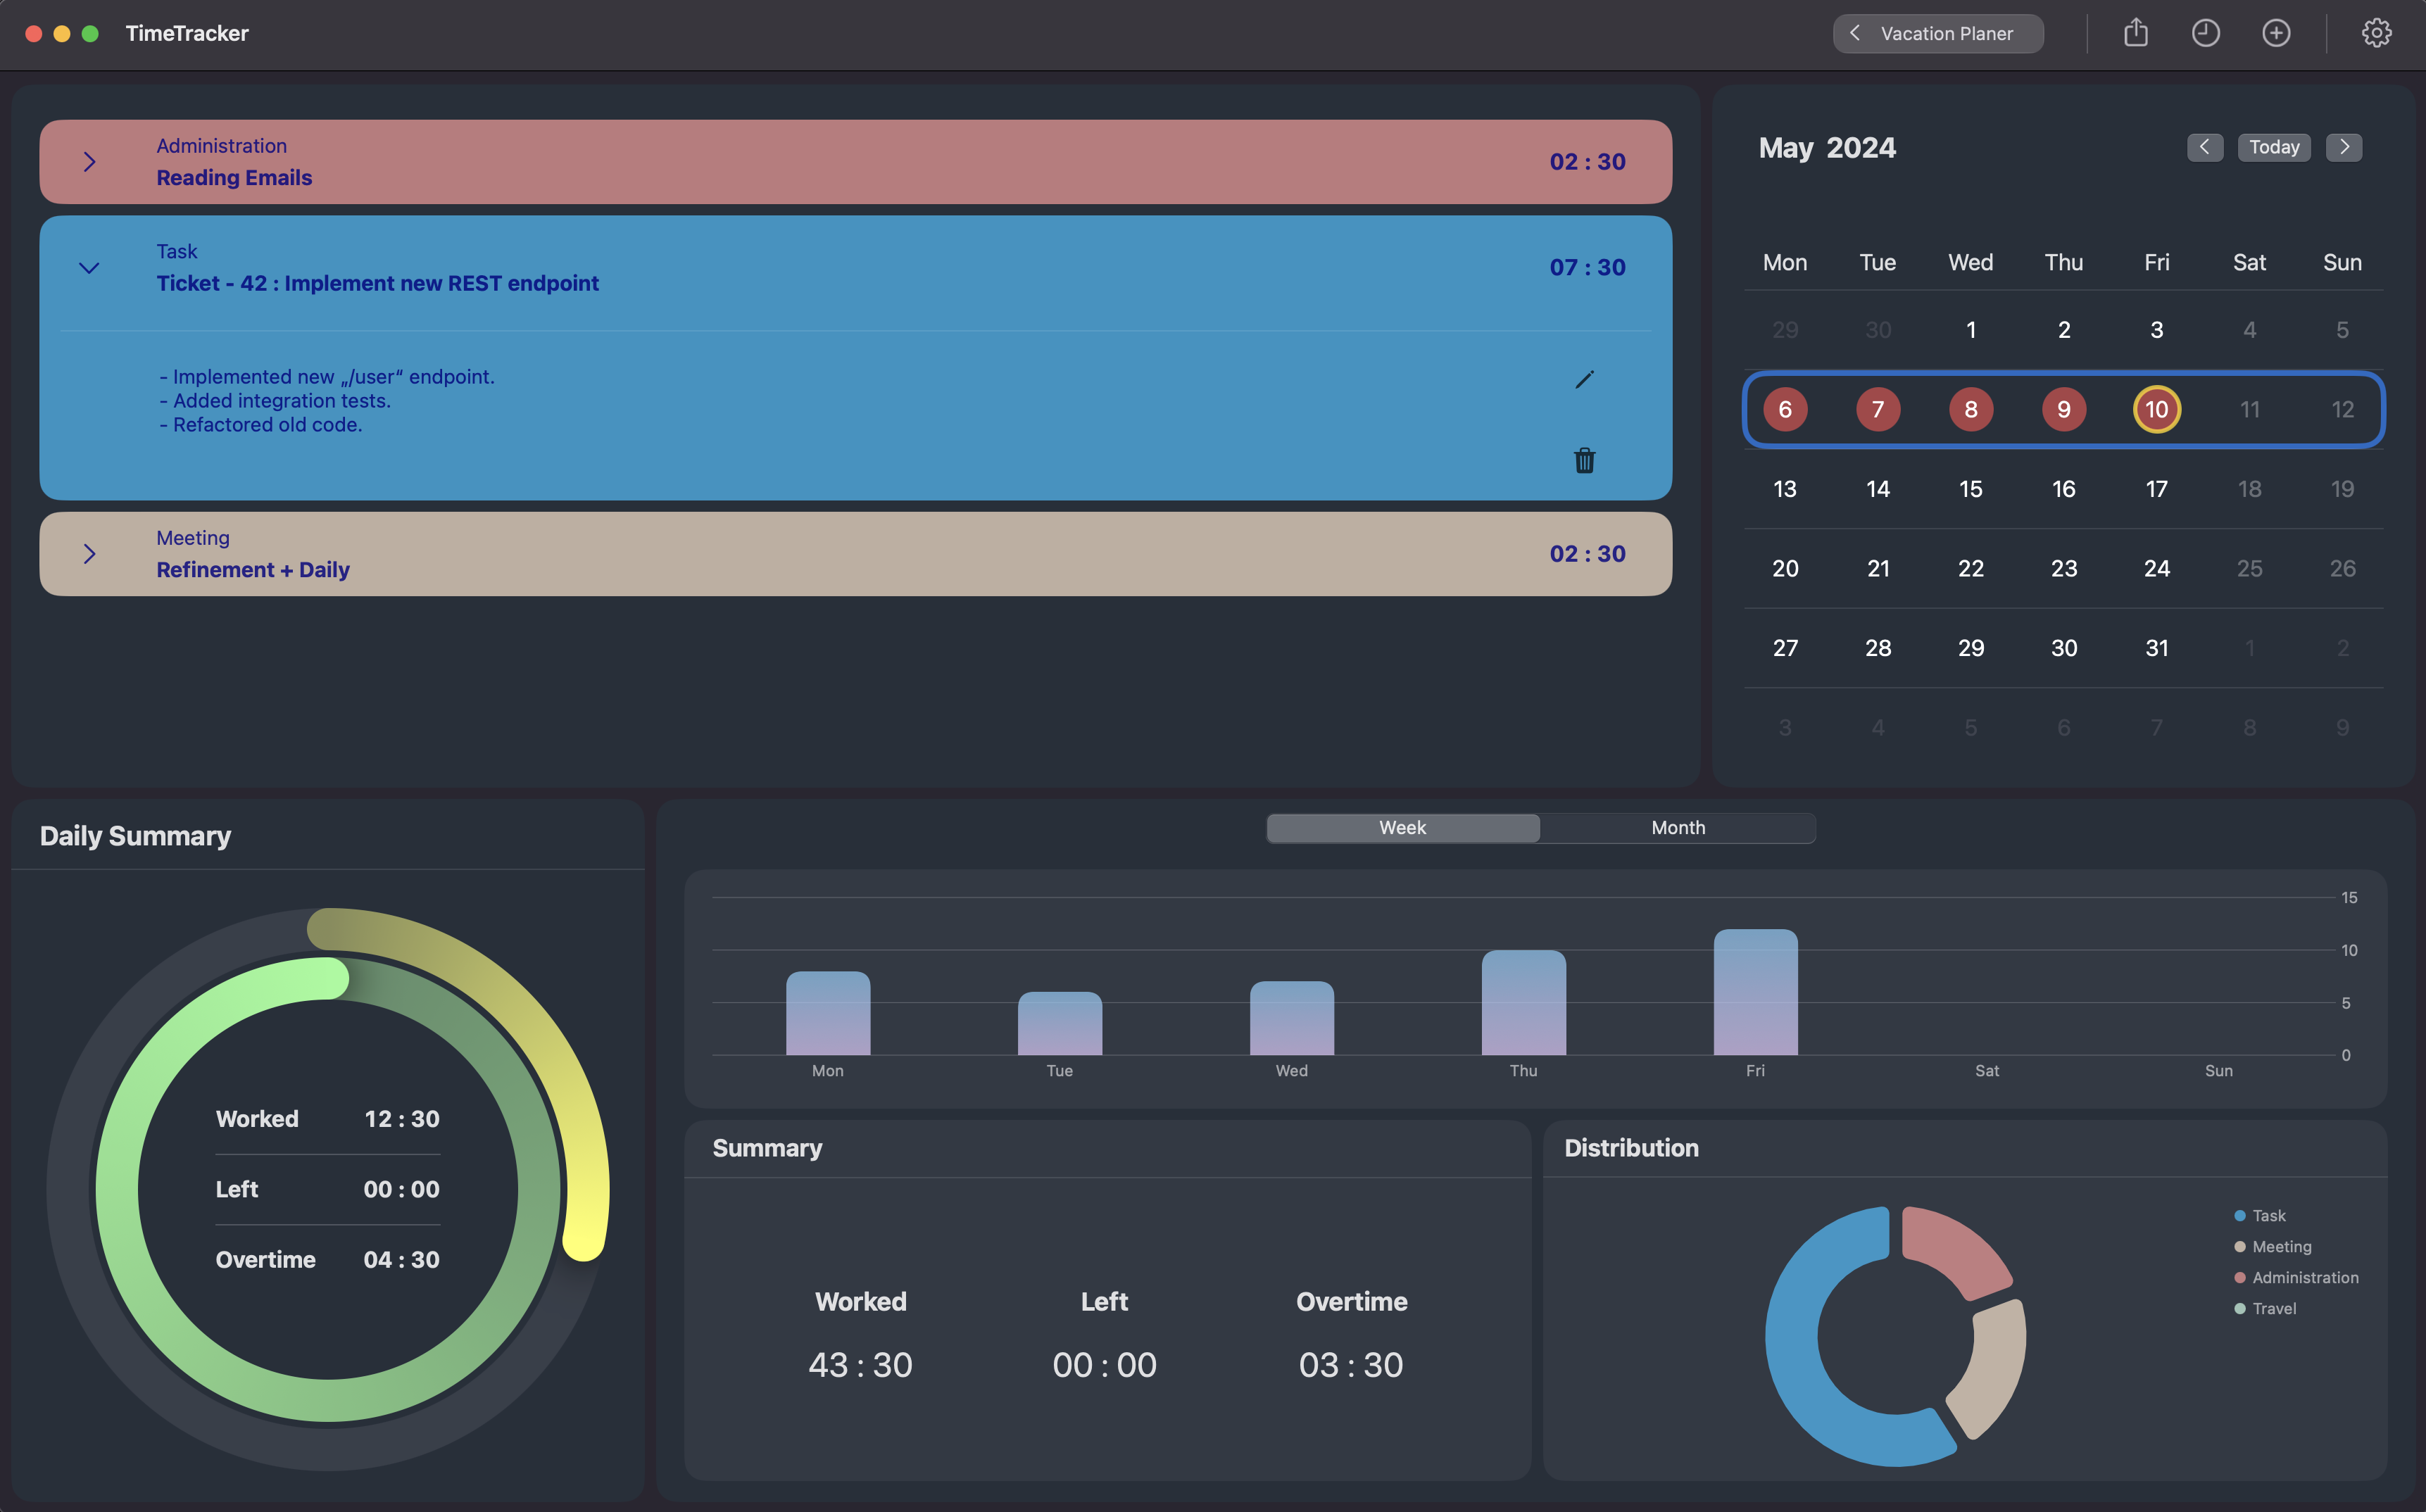 TimeTracker
Vacation Planer
Administration
Reading Emails
02 : 30
Task
Ticket - 42 : Implement new REST endpoint
07 : 30
- Implemented new „/user“ endpoint.
- Added integration tests.
- Refactored old code.
Meeting
Refinement + Daily
02 : 30
May 2024
Today
Mon Tue Wed Thu Fri Sat Sun
29 30 1 2 3 4 5
6 7 8 9 10 11 12
13 14 15 16 17 18 19
20 21 22 23 24 25 26
27 28 29 30 31 1 2
3 4 5 6 7 8 9
Daily Summary
Worked 12 : 30
Left 00 : 00
Overtime 04 : 30
Week Month
15
10
5
0
Mon Tue Wed Thu Fri Sat Sun
Summary
Worked Left Overtime
43 : 30 00 : 00 03 : 30
Distribution
Task
Meeting
Administration
Travel